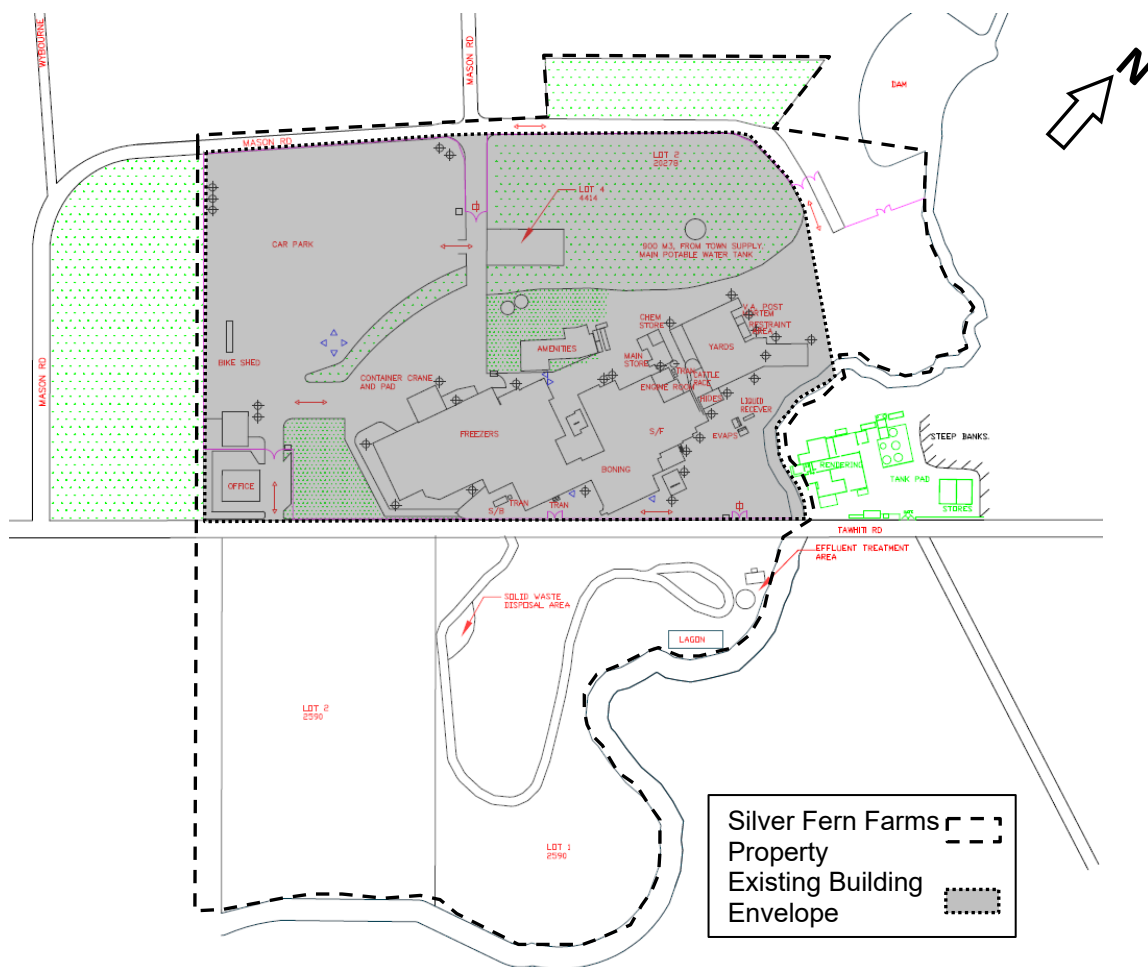 WYBOURNE
MASON RD
N
DAM
MASON RD
LOT 2
20279
LOT 4
4414
CAR PARK
900 M3, FROM TOWN SUPPLY.
MAIN POTABLE WATER TANK
V.A. POST
MORTEM
RESTRAINT
AREA
CHEM
STORE
YARDS
AMENITIES
MAIN
STORE
CATTLE
RACE
ENGINE ROOM
HIDES
BIKE SHED
CONTAINER CRANE
AND PAD
MASON RD
LIQUID
RECEVER
S/F
EVAPS
FREEZERS
STEEP BANKS.
BONING
RENDERING
TANK PAD
OFFICE
STORES
TRAN
TRAN
S/B
TAWHITI RD
EFFLUENT TREATMENT
AREA
SOLID WASTE
DISPOSAL AREA
LAGON
LOT 2
2590
LOT 1
2590
Silver Fern Farms
Property
Existing Building
Envelope